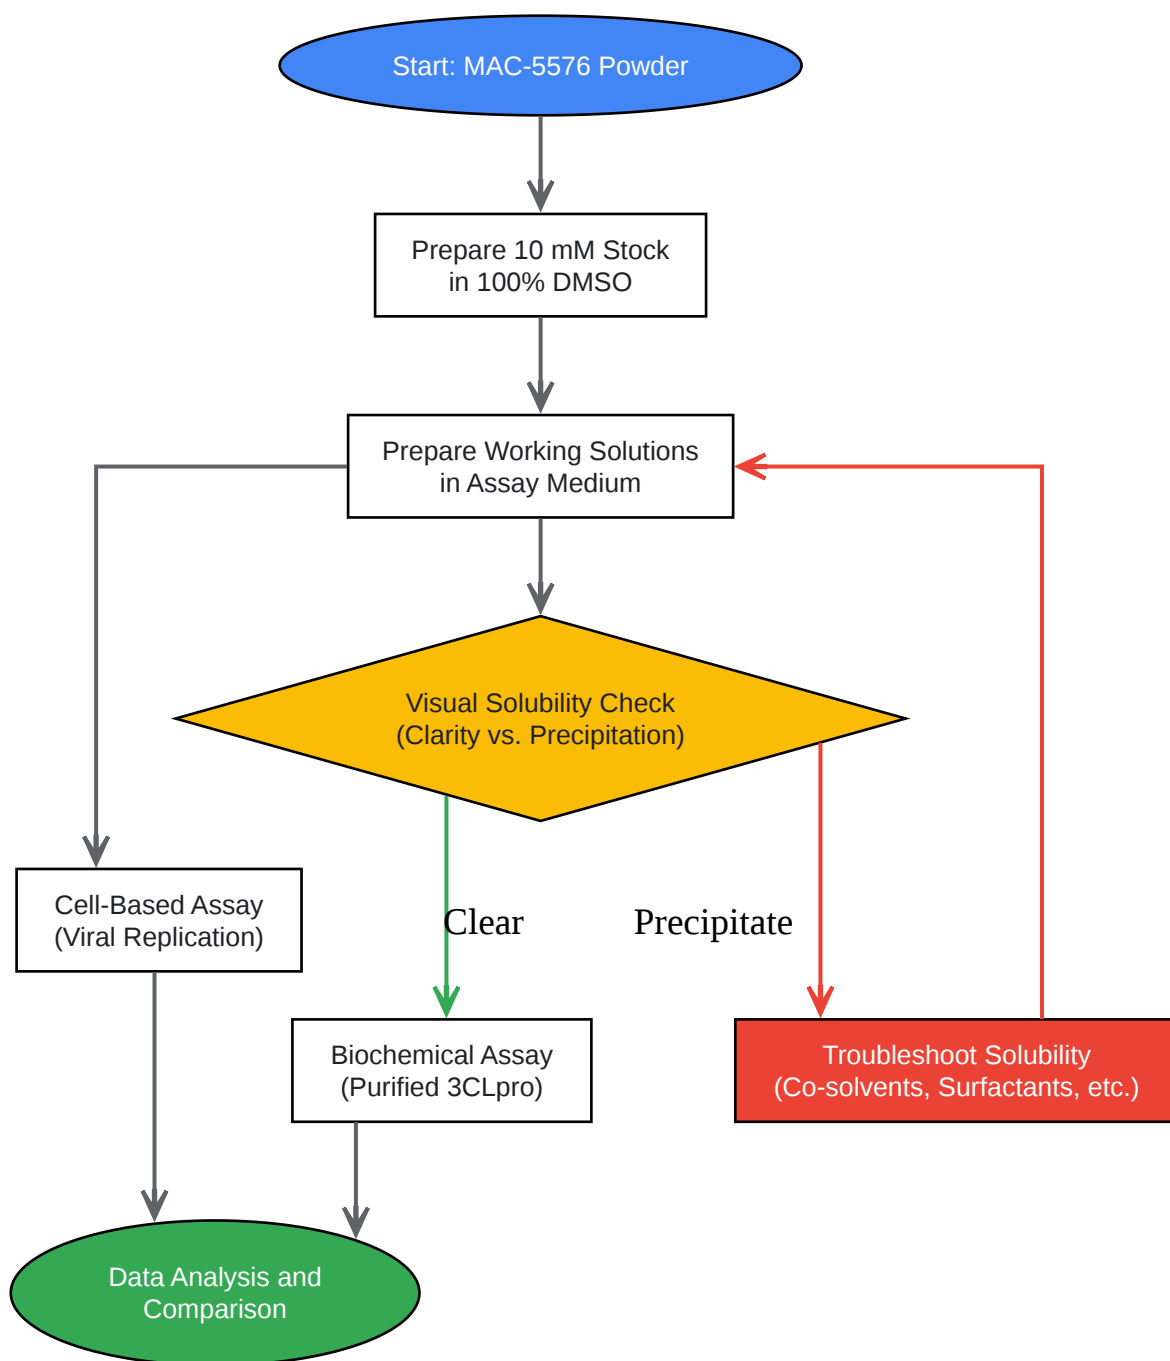 Start: MAC-5576 Powder
Prepare 10 mM Stock
in 100% DMSO
Prepare Working Solutions
in Assay Medium
Visual Solubility Check
(Clarity vs. Precipitation)
Cell-Based Assay
(Viral Replication)
Clear
Precipitate
Biochemical Assay
(Purified 3CLpro)
Troubleshoot Solubility
(Co-solvents, Surfactants, etc.)
Data Analysis and
Comparison